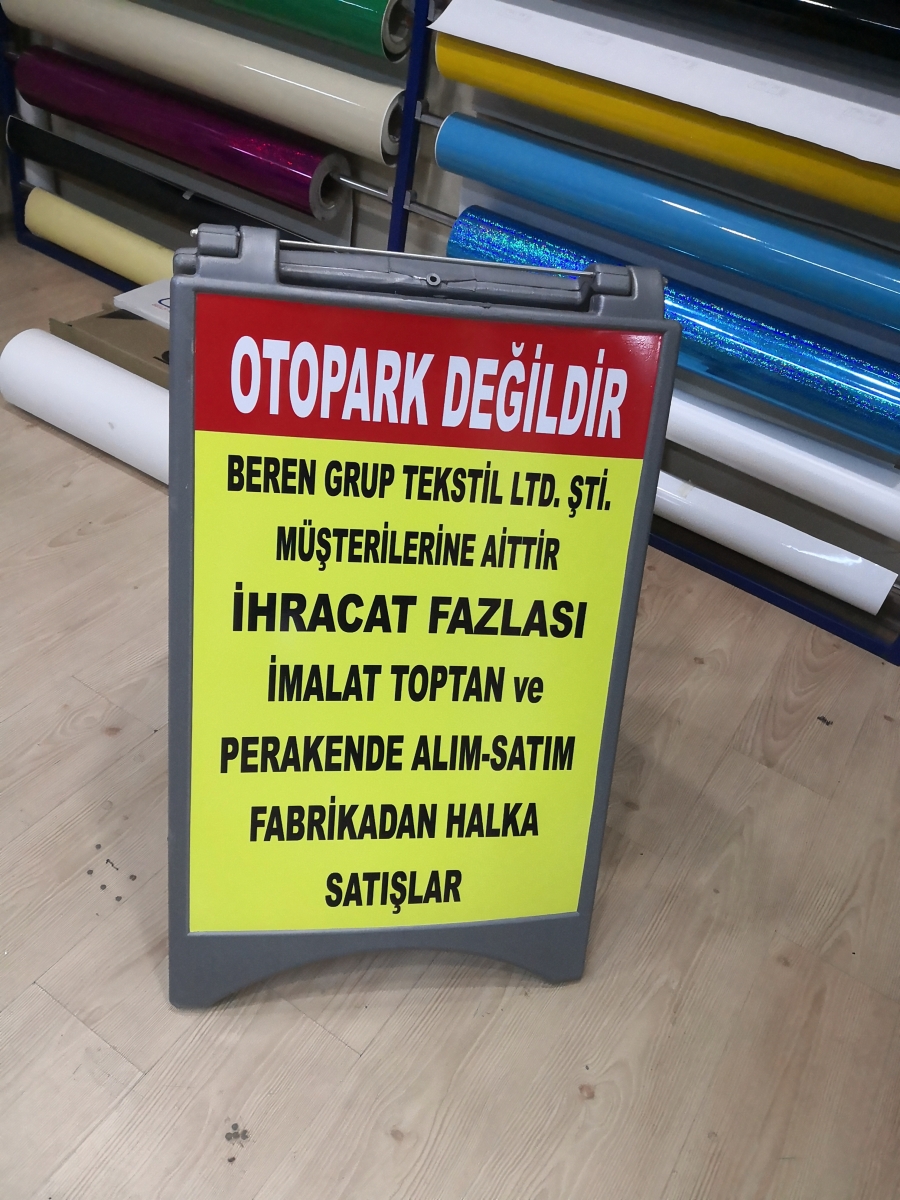 OTOPARK DEĞİLDİR
BEREN GRUP TEKSTİL LTD. ŞTİ.
MÜŞTERİLERİNE AİTTİR
İHRACAT FAZLASI
İMALAT TOPTAN ve
PERAKENDE ALIM-SATIM
FABRİKADAN HALKA
SATIŞLAR